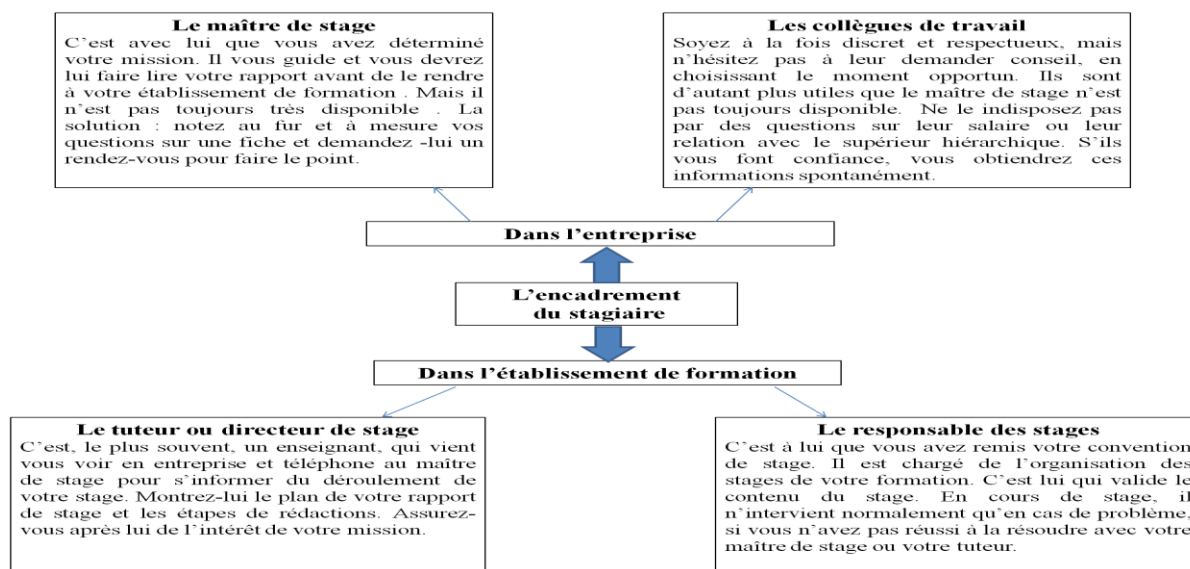 Le maître de stage
C'est avec lui que vous avez déterminé
votre mission. Il vous guide et vous devrez
lui faire lire votre rapport avant de le rendre
à votre établissement de formation . Mais il
n'est pas toujours très disponible . La
solution : notez au fur et à mesure vos
questions sur une fiche et demandez -lui un
rendez-vous pour faire le point.
Les collègues de travail
Soyez à la fois discret et respectueux, mais
n'hésitez pas à leur demander conseil, en
choisissant le moment opportun. Ils sont
d'autant plus utiles que le maître de stage n'est
pas toujours disponible. Ne le indisposez pas
par des questions sur leur salaire ou leur
relation avec le supérieur hiérarchique. S'ils
vous font confiance, vous obtiendrez ces
informations spontanément.
Dans l'entreprise
L'encadrement
du stagiaire
Dans l'établissement de formation
Le tuteur ou directeur de stage
C'est, le plus souvent, un enseignant, qui vient
vous voir en entreprise et téléphone au maître
de stage pour s'informer du déroulement de
votre stage. Montrez-lui le plan de votre rapport
de stage et les étapes de rédactions. Assurez-
vous après lui de l'intérêt de votre mission.
Le responsable des stages
C'est à lui que vous avez remis votre convention
de stage. Il est chargé de l'organisation des
stages de votre formation. C'est lui qui valide le
contenu du stage. En cours de stage, il
n'intervient normalement qu'en cas de problème,
si vous n'avez pas réussi à la résoudre avec votre
maître de stage ou votre tuteur.